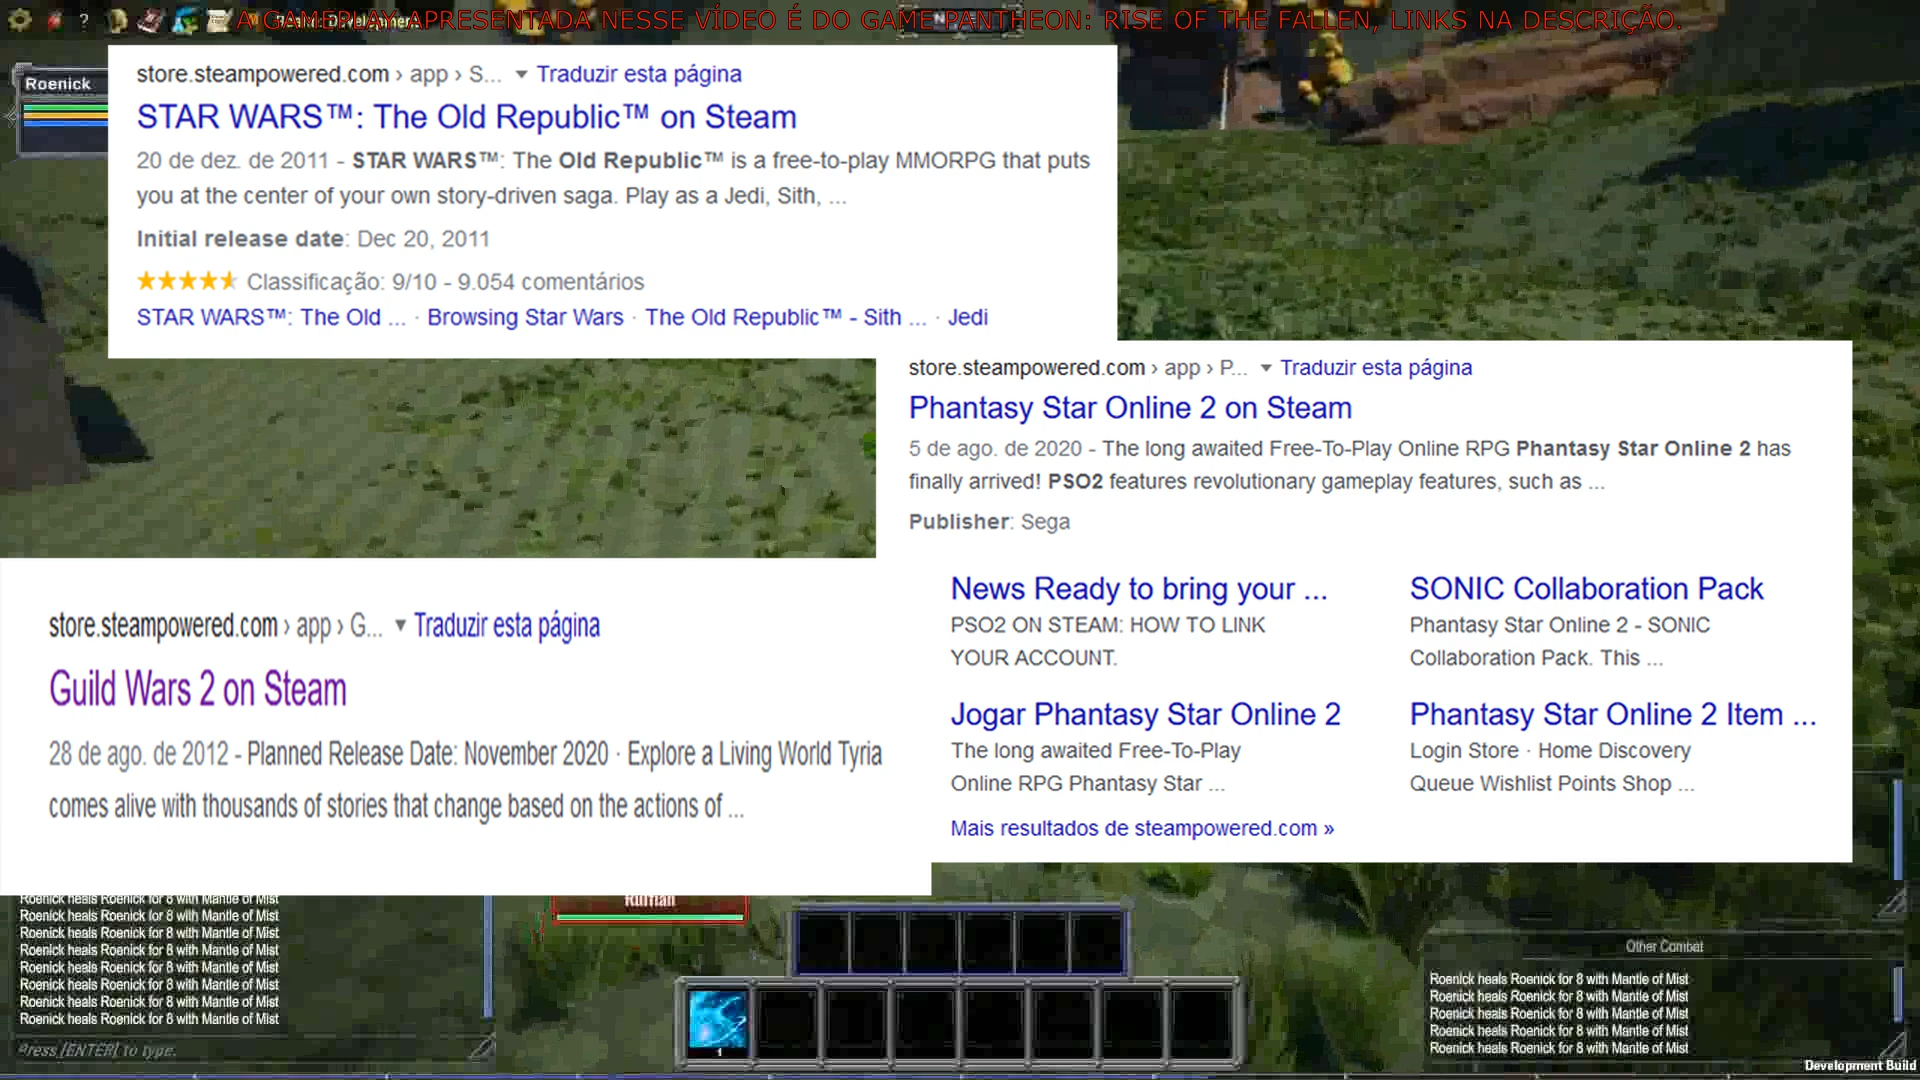 A GAMEPLAY APRESENTADA NESSE VÍDEO É DO GAME PANTHEON: RISE OF THE FALLEN, LINKS NA DESCRIÇÃO.
Roenick
store.steampowered.com › app › S... Traduzir esta página
STAR WARS™: The Old Republic™ on Steam
20 de dez. de 2011 - STAR WARS™: The Old Republic™ is a free-to-play MMORPG that puts
you at the center of your own story-driven saga. Play as a Jedi, Sith, ...
Initial release date: Dec 20, 2011
Classificação: 9/10 - 9.054 comentários
STAR WARS™: The Old ... · Browsing Star Wars · The Old Republic™ - Sith ... · Jedi
store.steampowered.com › app › P... Traduzir esta página
Phantasy Star Online 2 on Steam
5 de ago. de 2020 - The long awaited Free-To-Play Online RPG Phantasy Star Online 2 has
finally arrived! PSO2 features revolutionary gameplay features, such as ...
Publisher: Sega
News Ready to bring your ...
PSO2 ON STEAM: HOW TO LINK
YOUR ACCOUNT.
SONIC Collaboration Pack
Phantasy Star Online 2 - SONIC
Collaboration Pack. This ...
Jogar Phantasy Star Online 2
The long awaited Free-To-Play
Online RPG Phantasy Star ...
Phantasy Star Online 2 Item ...
Login Store · Home Discovery
Queue Wishlist Points Shop ...
Mais resultados de steampowered.com »
store.steampowered.com › app › G... Traduzir esta página
Guild Wars 2 on Steam
28 de ago. de 2012 - Planned Release Date: November 2020 · Explore a Living World Tyria
comes alive with thousands of stories that change based on the actions of ...
Roenick heals Roenick for 8 with Mantle of Mist
Roenick heals Roenick for 8 with Mantle of Mist
Roenick heals Roenick for 8 with Mantle of Mist
Roenick heals Roenick for 8 with Mantle of Mist
Roenick heals Roenick for 8 with Mantle of Mist
Roenick heals Roenick for 8 with Mantle of Mist
Roenick heals Roenick for 8 with Mantle of Mist
Roenick heals Roenick for 8 with Mantle of Mist
Press [ENTER] to type.
Ruffian
1
Other Combat
Roenick heals Roenick for 8 with Mantle of Mist
Roenick heals Roenick for 8 with Mantle of Mist
Roenick heals Roenick for 8 with Mantle of Mist
Roenick heals Roenick for 8 with Mantle of Mist
Roenick heals Roenick for 8 with Mantle of Mist
Development Build